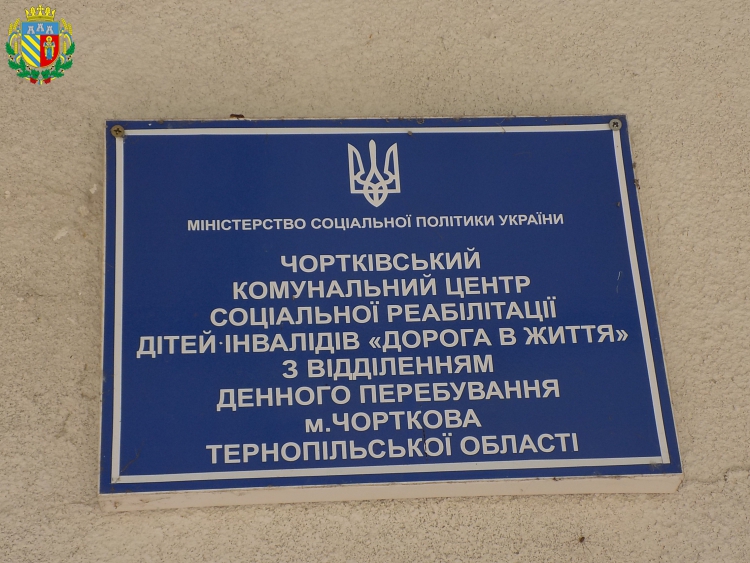 МІНІСТЕРСТВО СОЦІАЛЬНОЇ ПОЛІТИКИ УКРАЇНИ
ЧОРТКІВСЬКИЙ
КОМУНАЛЬНИЙ ЦЕНТР
СОЦІАЛЬНОЇ РЕАБІЛІТАЦІЇ
ДІТЕЙ-ІНВАЛІДІВ «ДОРОГА В ЖИТТЯ»
З ВІДДІЛЕННЯМ
ДЕННОГО ПЕРЕБУВАННЯ
м.ЧОРТКОВА
ТЕРНОПІЛЬСЬКОЇ ОБЛАСТІ